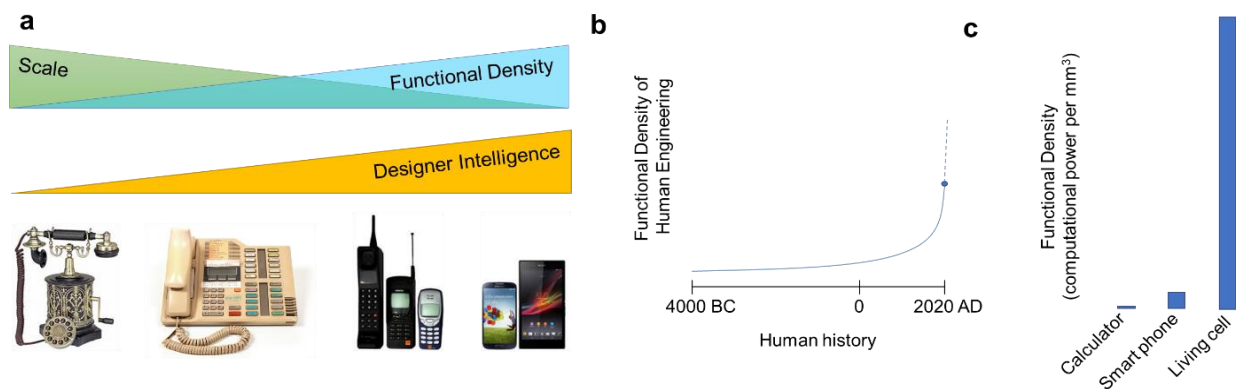 a
Scale
Functional Density
Designer Intelligence
b
Functional Density of
Human Engineering
4000 BC
0
2020 AD
Human history
c
Functional Density
(computational power per mm³)
Calculator
Smart phone
Living cell